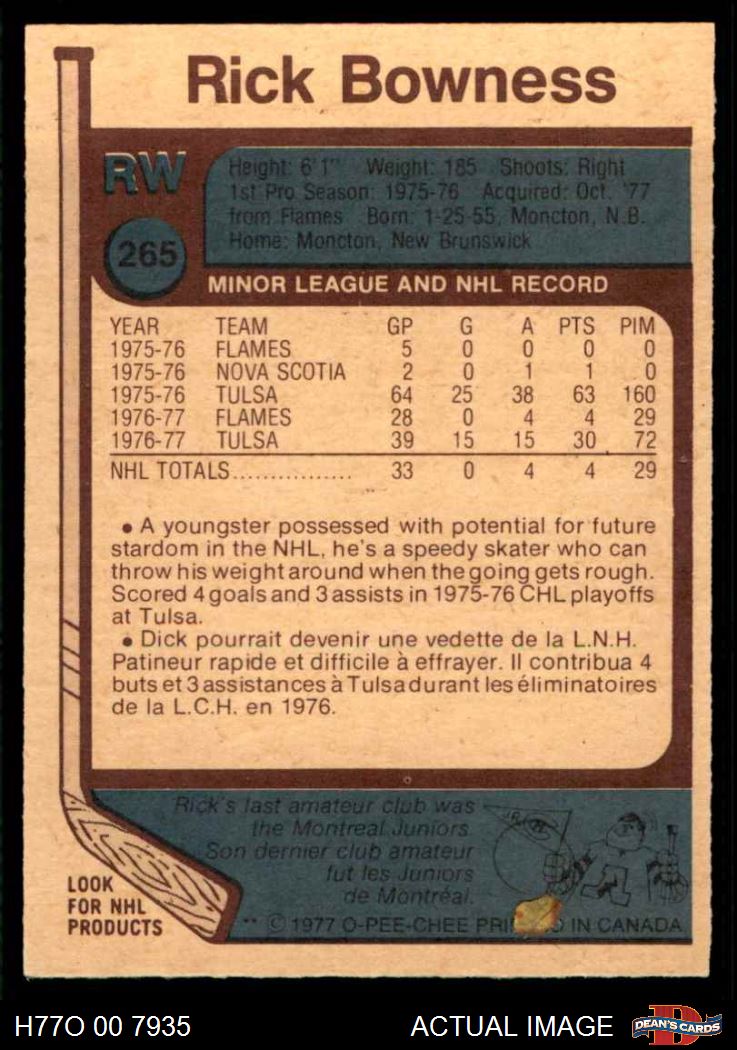 Rick Bowness
RW
265
Height: 6'1" Weight: 185 Shoots: Right
1st Pro Season: 1975-76 Acquired: Oct. '77
from Flames Born: 1-25-55, Moncton, N.B.
Home: Moncton, New Brunswick
MINOR LEAGUE AND NHL RECORD
YEAR TEAM GP G A PTS PIM
1975-76 FLAMES 5 0 0 0 0
1975-76 NOVA SCOTIA 2 0 1 1 0
1975-76 TULSA 64 25 38 63 160
1976-77 FLAMES 28 0 4 4 29
1976-77 TULSA 39 15 15 30 72
NHL TOTALS................ 33 0 4 4 29
• A youngster possessed with potential for future
stardom in the NHL, he's a speedy skater who can
throw his weight around when the going gets rough.
Scored 4 goals and 3 assists in 1975-76 CHL playoffs
at Tulsa.
• Dick pourrait devenir une vedette de la L.N.H.
Patineur rapide et difficile à effrayer. Il contribua 4
buts et 3 assistances à Tulsa durant les éliminatoires
de la L.C.H. en 1976.
Rick's last amateur club was
the Montreal Juniors.
Son dernier club amateur
fut les Juniors
de Montréal.
LOOK
FOR NHL
PRODUCTS
** © 1977 O-PEE-CHEE PRI D IN CANADA
H77O 00 7935
ACTUAL IMAGE
D
DEAN'S CARDS